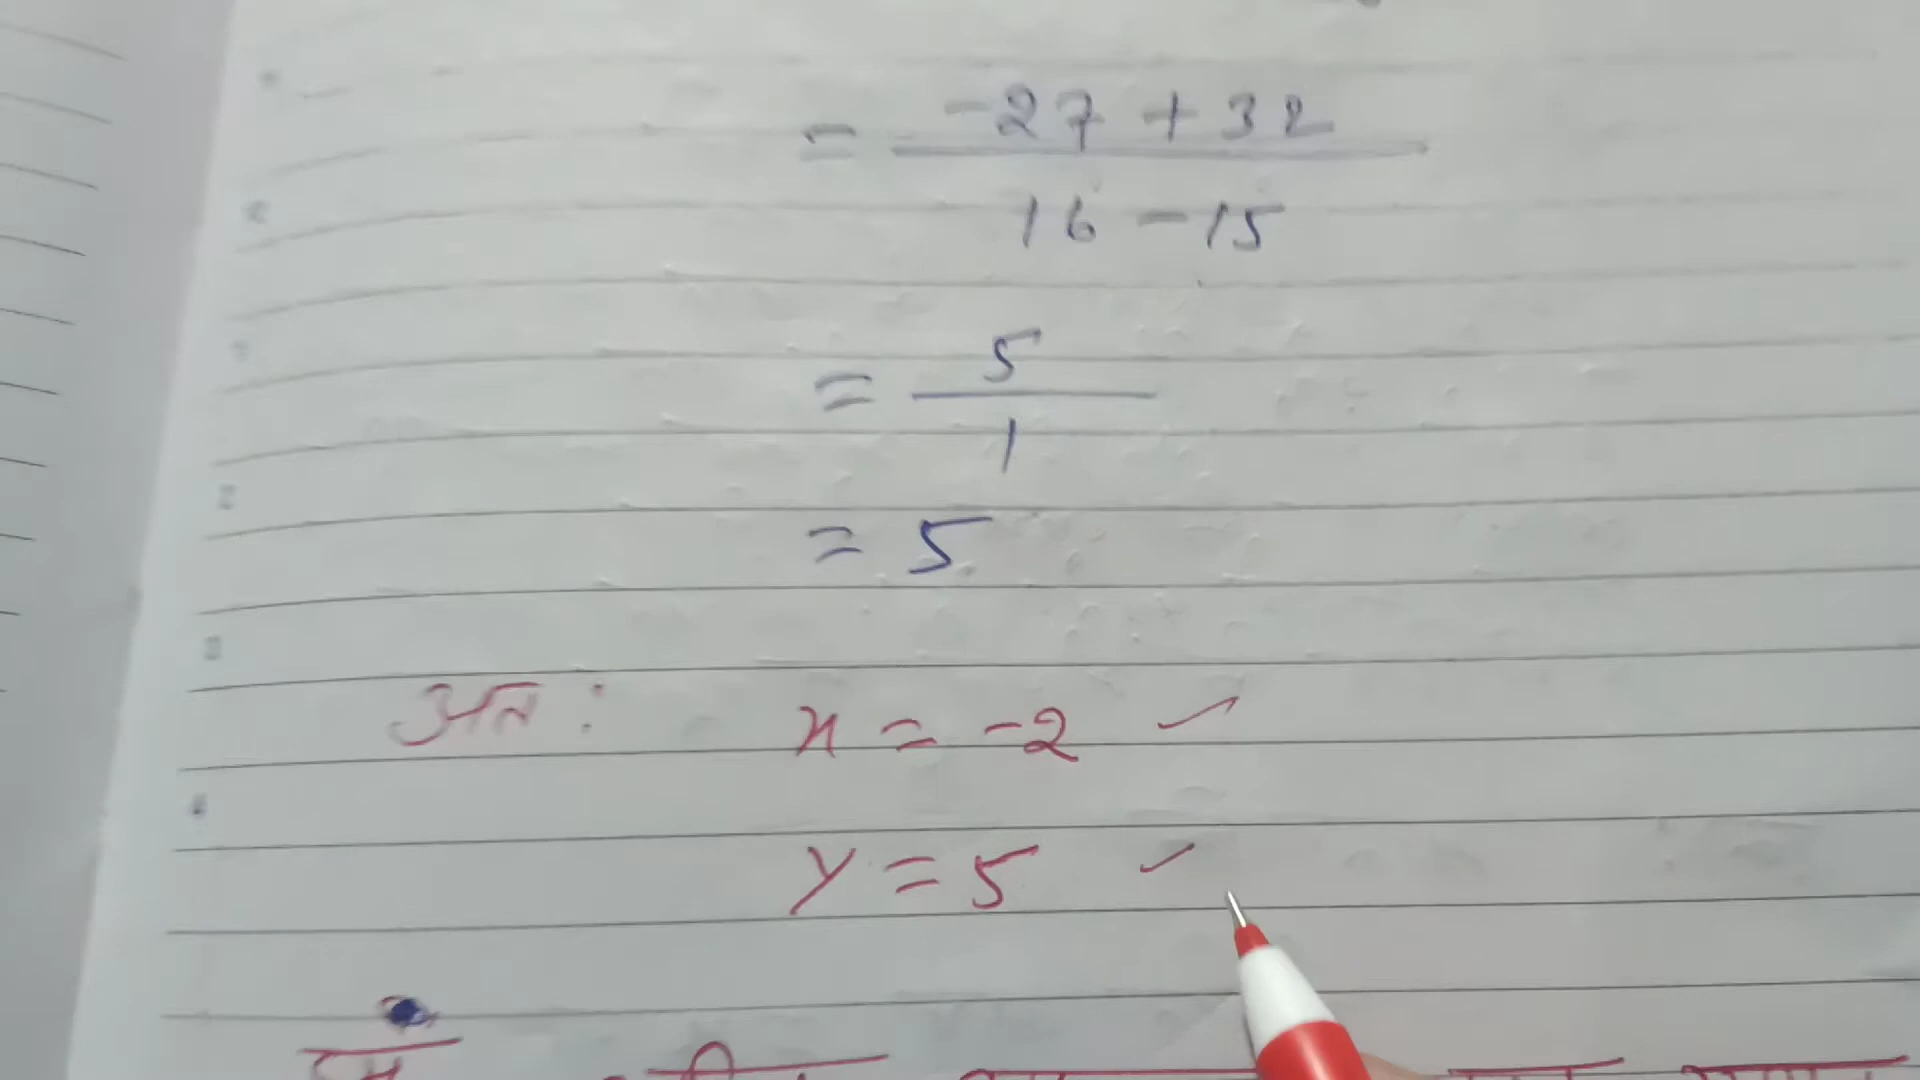 = -27 + 32
16 - 15
= 5
1
= 5
अतः x = -2 ✓
y = 5 ✓